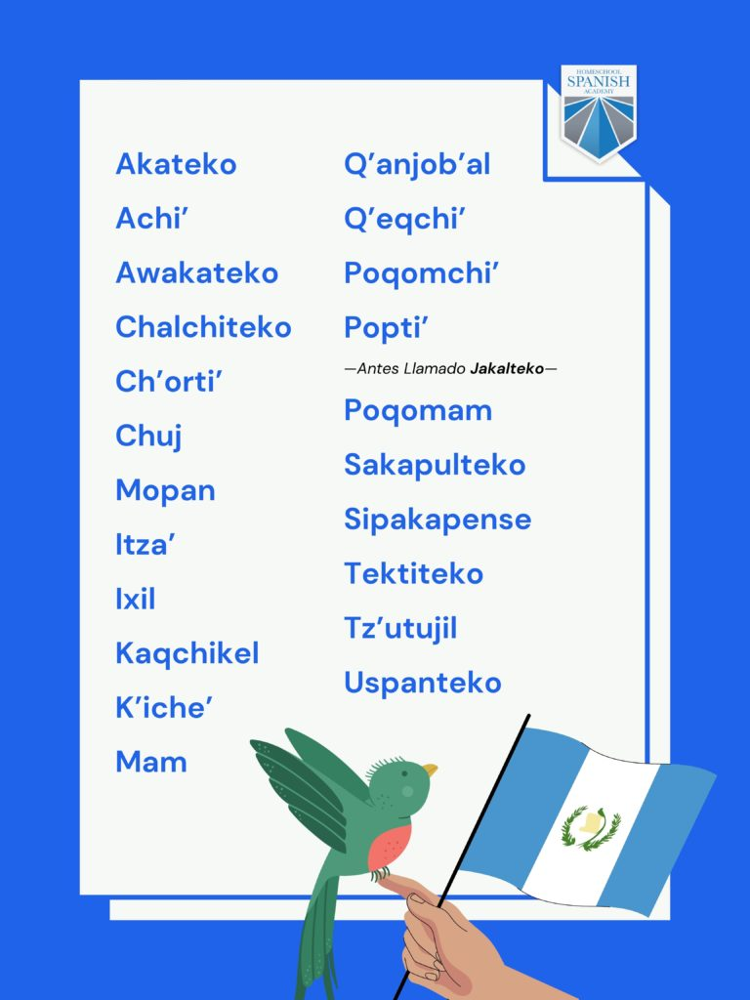 HOMESCHOOL
SPANISH
ACADEMY
Akateko
Achi’
Awakateko
Chalchiteko
Ch’orti’
Chuj
Mopan
Itza’
Ixil
Kaqchikel
K’iche’
Mam
Q’anjob’al
Q’eqchi’
Poqomchi’
Popti’
—Antes Llamado Jakalteko—
Poqomam
Sakapulteko
Sipakapense
Tektiteko
Tz’utujil
Uspanteko